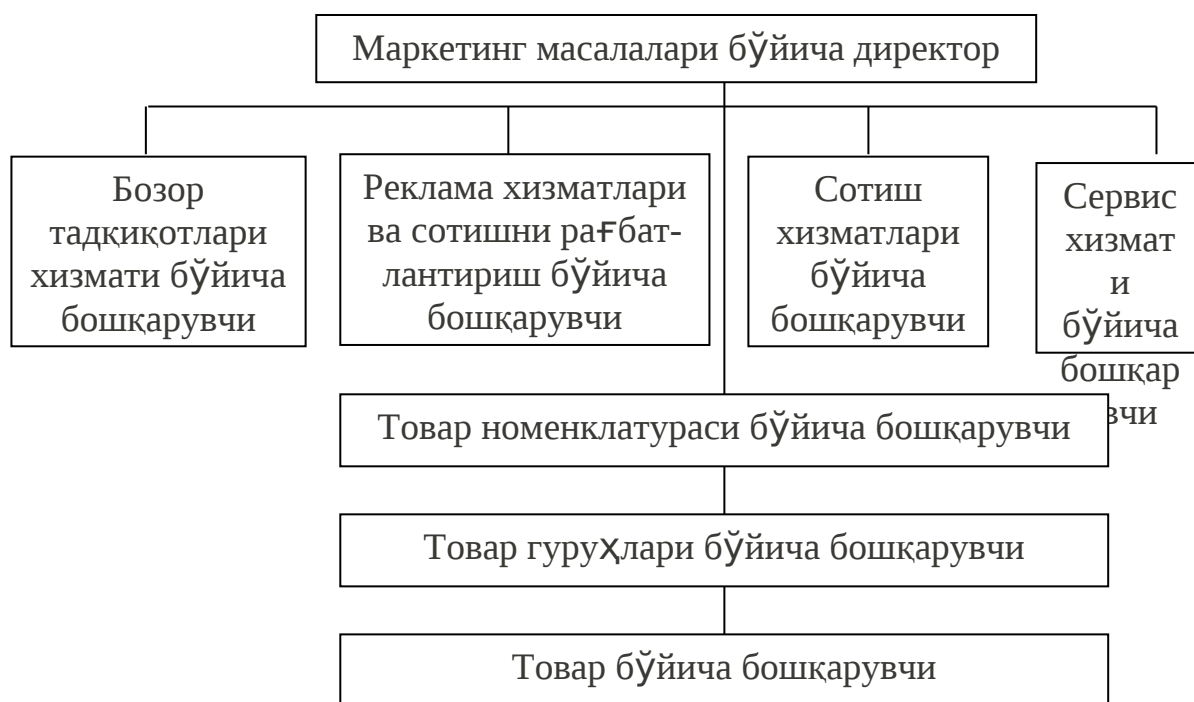 Маркетинг масалалари бўйича директор
Бозор
тадқиқотлари
хизмати бўйича
бошқарувчи
Реклама хизматлари
ва сотишни рағбат-
лантириш бўйича
бошқарувчи
Сотиш
хизматлари
бўйича
бошқарувчи
Сервис
хизмат
и
бўйича
бошқар
увчи
Товар номенклатураси бўйича бошқарувчи
Товар гуруҳлари бўйича бошқарувчи
Товар бўйича бошқарувчи